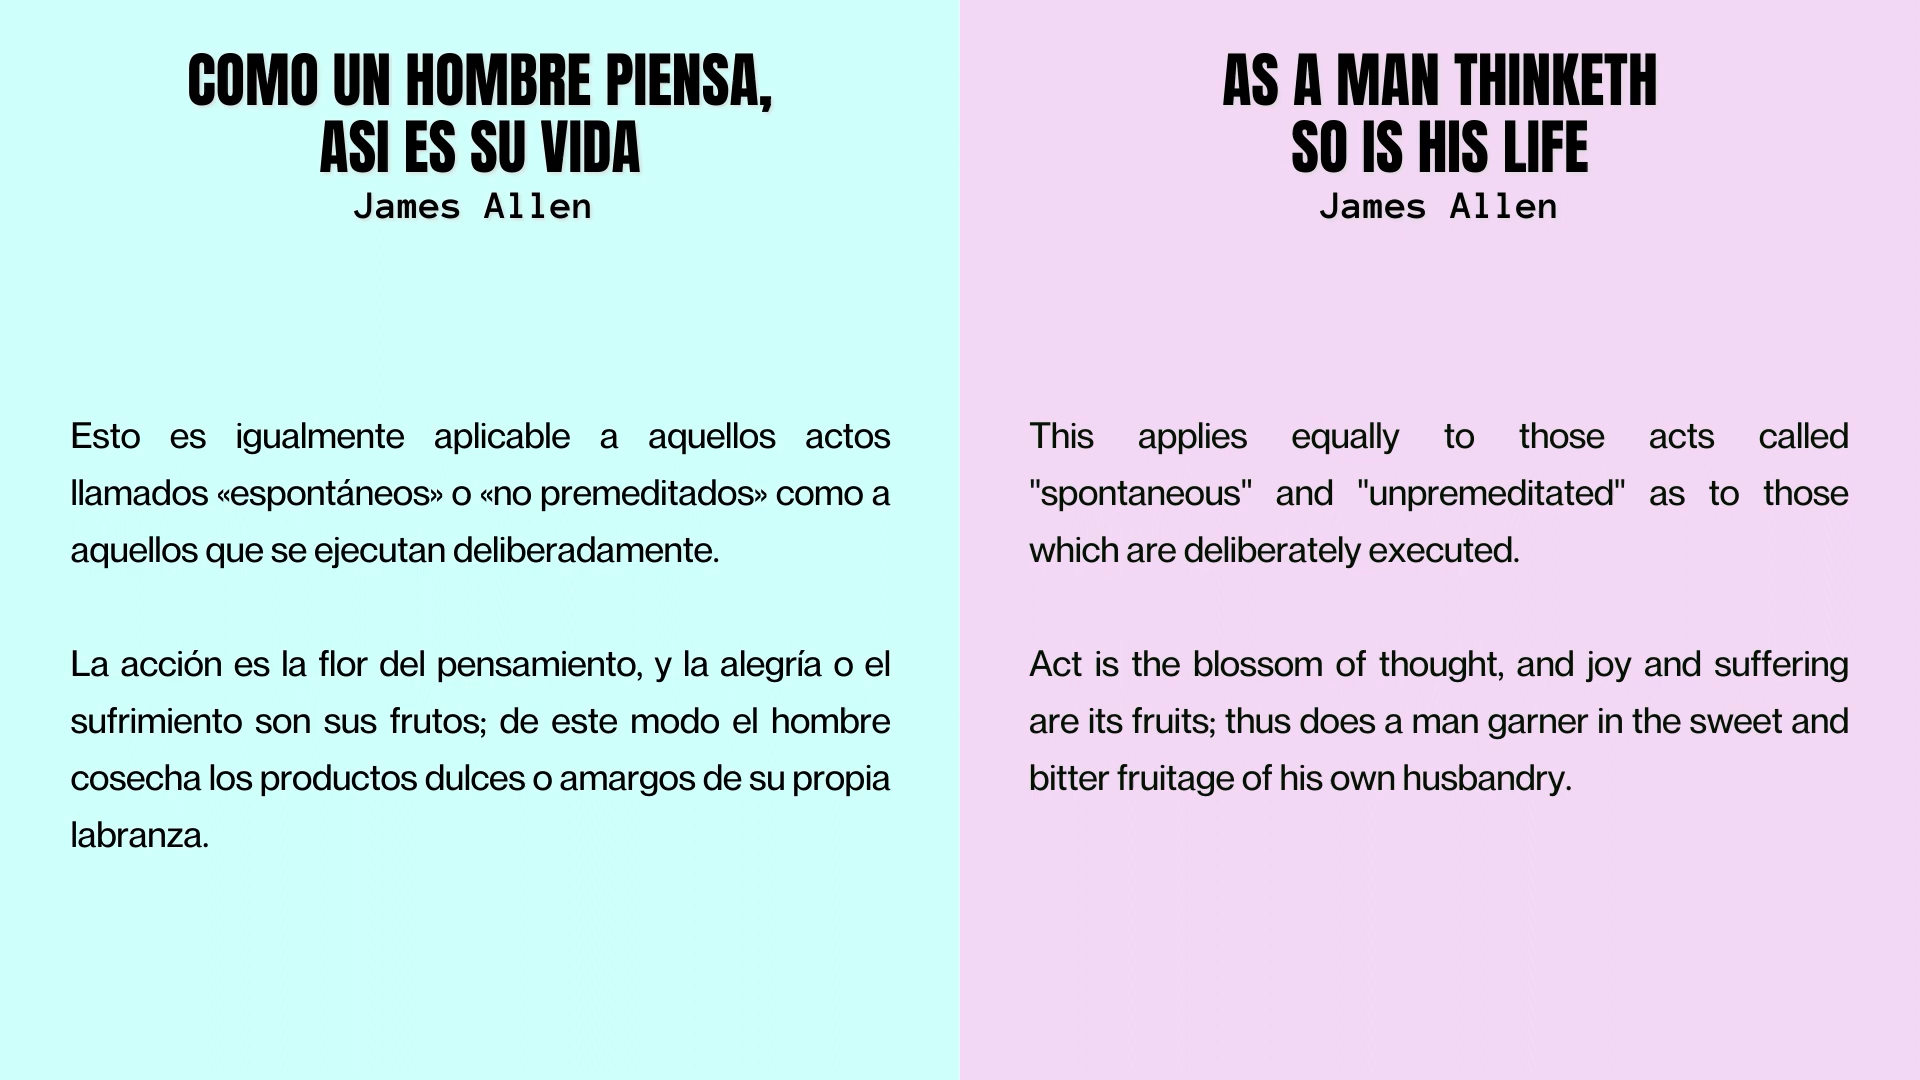 COMO UN HOMBRE PIENSA,
ASI ES SU VIDA
James Allen
Esto es igualmente aplicable a aquellos actos
llamados «espontáneos» o «no premeditados» como a
aquellos que se ejecutan deliberadamente.
La acción es la flor del pensamiento, y la alegría o el
sufrimiento son sus frutos; de este modo el hombre
cosecha los productos dulces o amargos de su propia
labranza.
AS A MAN THINKETH
SO IS HIS LIFE
James Allen
This applies equally to those acts called
"spontaneous" and "unpremeditated" as to those
which are deliberately executed.
Act is the blossom of thought, and joy and suffering
are its fruits; thus does a man garner in the sweet and
bitter fruitage of his own husbandry.